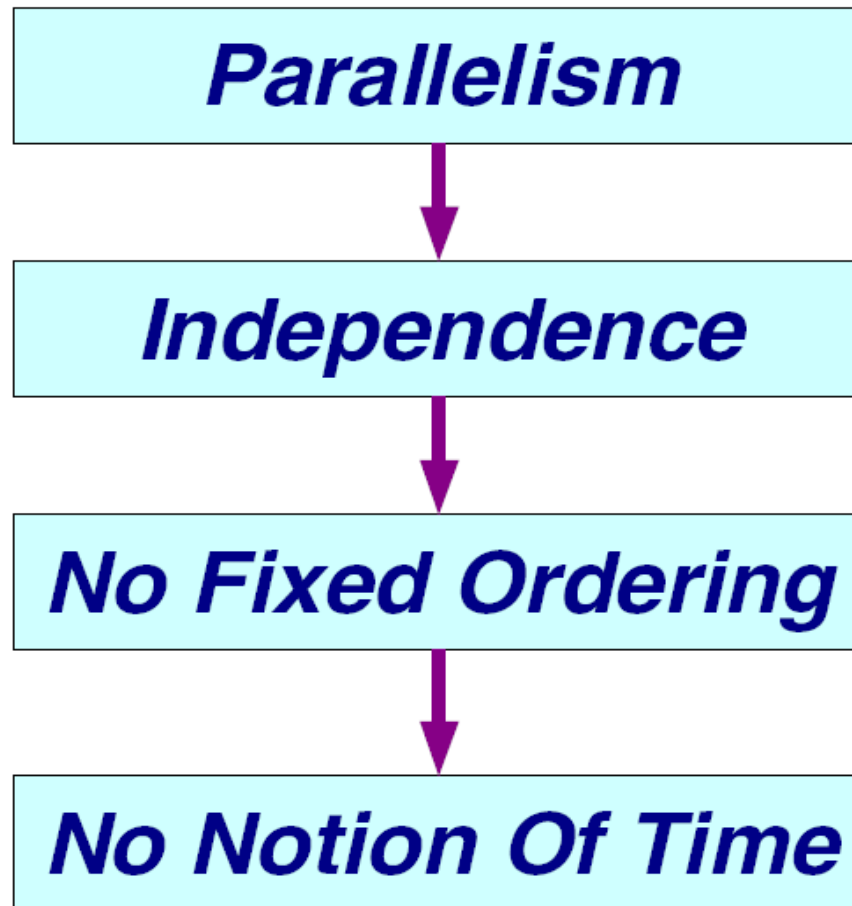 Parallelism
Independence
No Fixed Ordering
No Notion Of Time